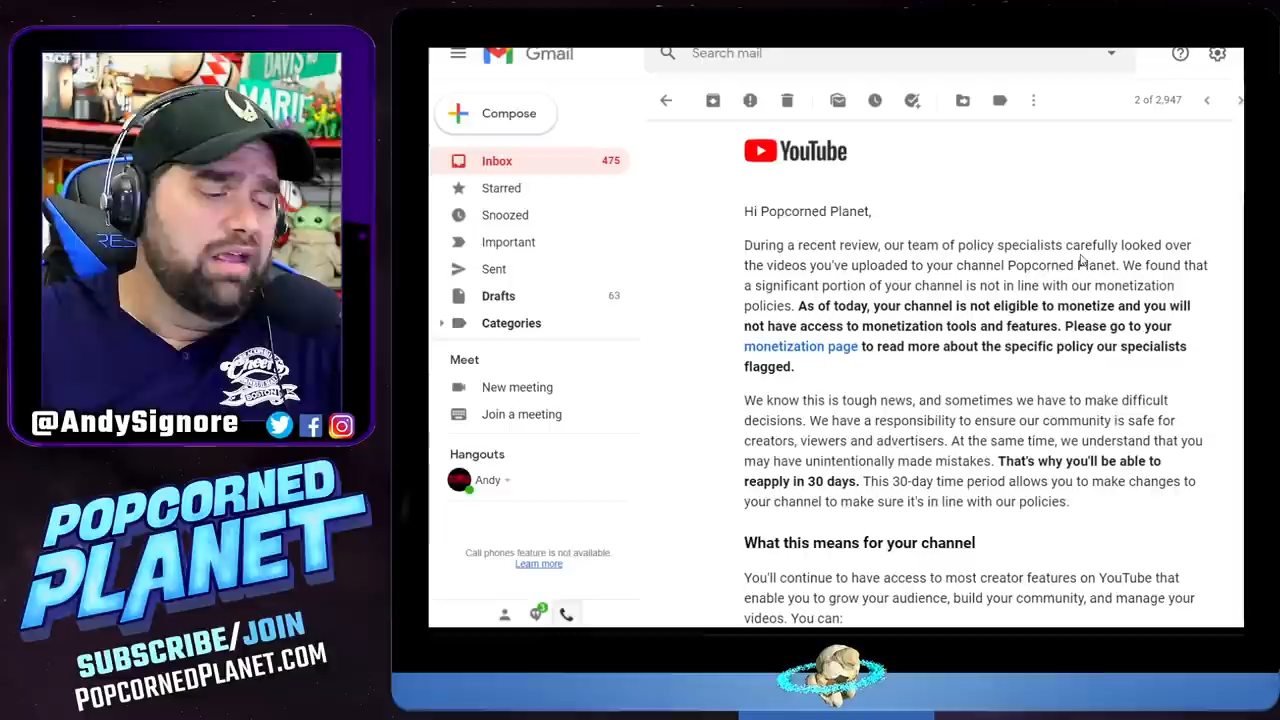 DAVIS
MARIE
RES
Cheers
BOSTON
@AndySignore
POPCORNED
PLANET
SUBSCRIBE/JOIN
POPCORNEDPLANET.COM
Gmail
Search mail
Compose
2 of 2,947
Inbox 475
Starred
Snoozed
Important
Sent
Drafts 63
Categories
Meet
New meeting
Join a meeting
Hangouts
Andy
Call phones feature is not available.
Learn more
3
YouTube
Hi Popcorned Planet,
During a recent review, our team of policy specialists carefully looked over
the videos you've uploaded to your channel Popcorned Planet. We found that
a significant portion of your channel is not in line with our monetization
policies. As of today, your channel is not eligible to monetize and you will
not have access to monetization tools and features. Please go to your
monetization page to read more about the specific policy our specialists
flagged.
We know this is tough news, and sometimes we have to make difficult
decisions. We have a responsibility to ensure our community is safe for
creators, viewers and advertisers. At the same time, we understand that you
may have unintentionally made mistakes. That's why you'll be able to
reapply in 30 days. This 30-day time period allows you to make changes to
your channel to make sure it's in line with our policies.
What this means for your channel
You'll continue to have access to most creator features on YouTube that
enable you to grow your audience, build your community, and manage your
videos. You can: